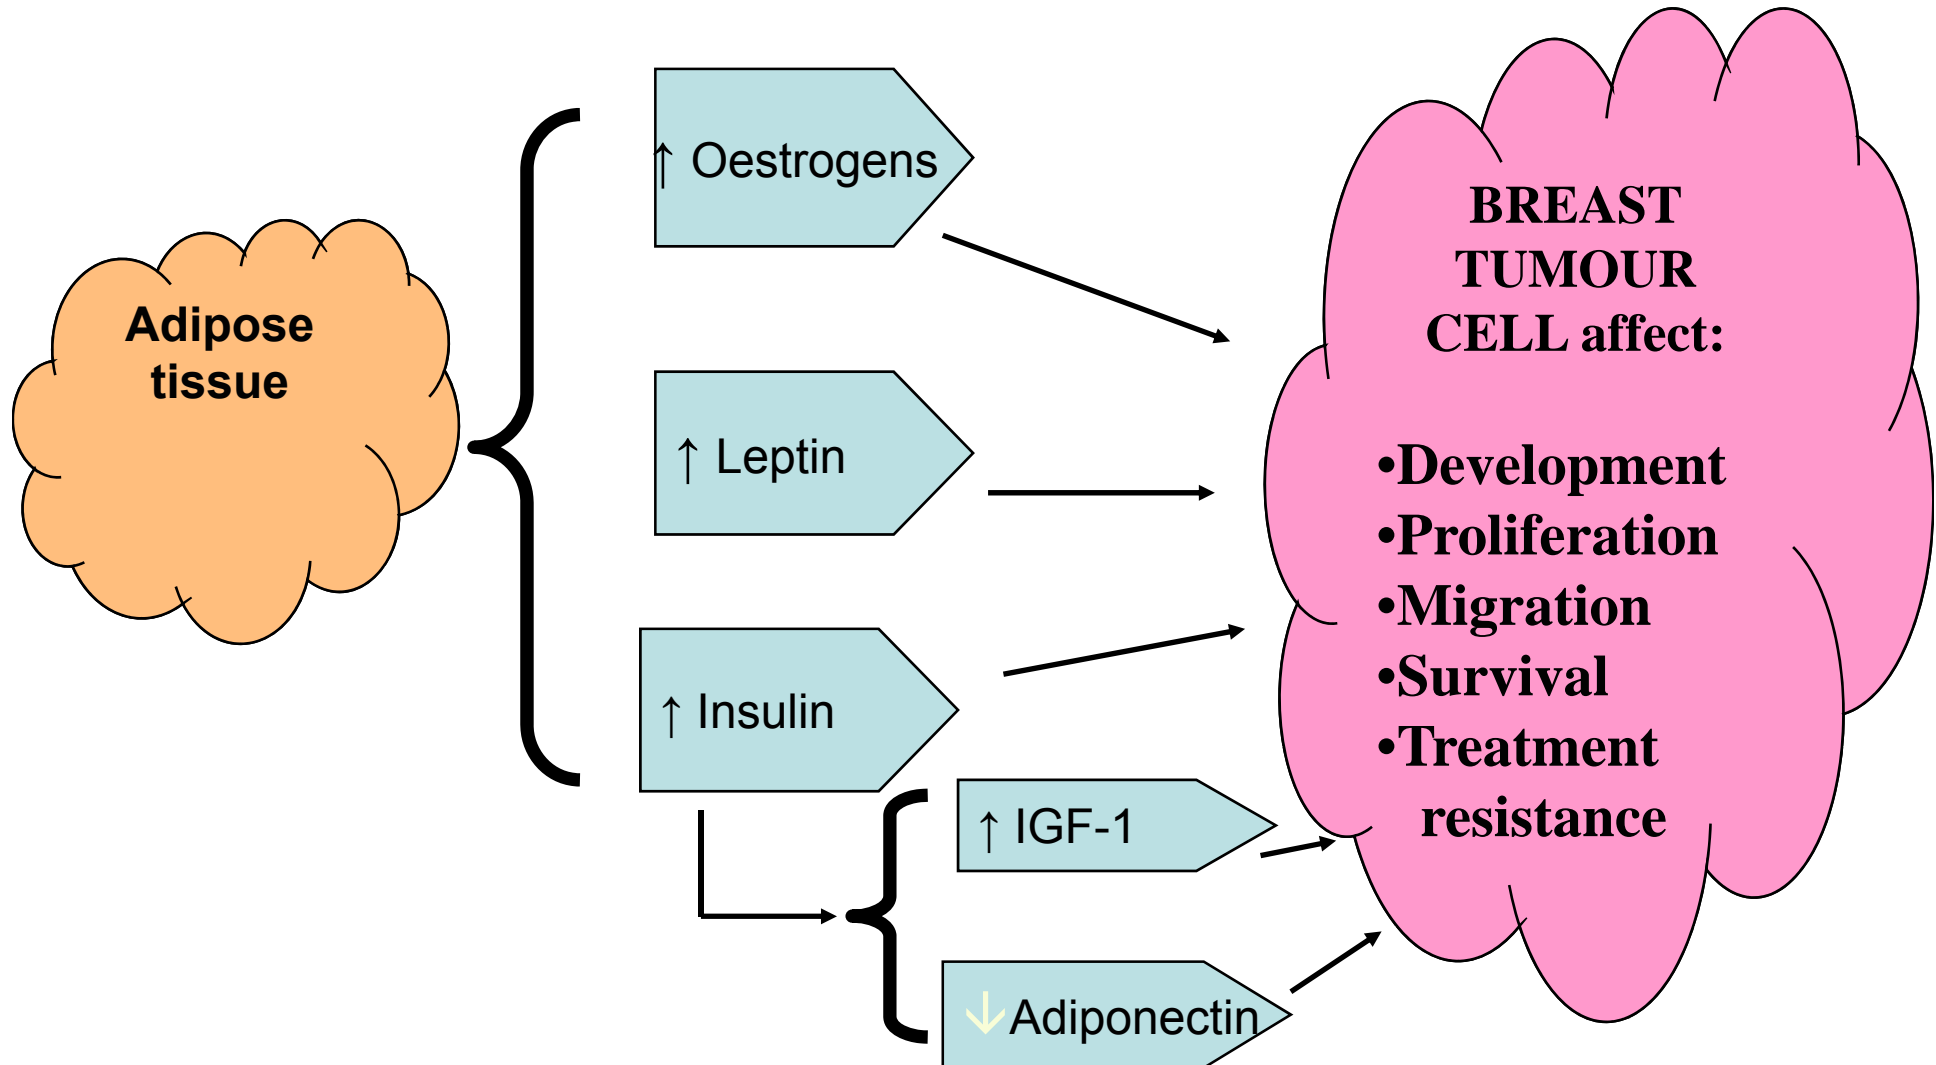 Adipose
tissue
↑ Oestrogens
↑ Leptin
↑ Insulin
↑ IGF-1
↓ Adiponectin
BREAST
TUMOUR
CELL affect:
•Development
•Proliferation
•Migration
•Survival
•Treatment
resistance